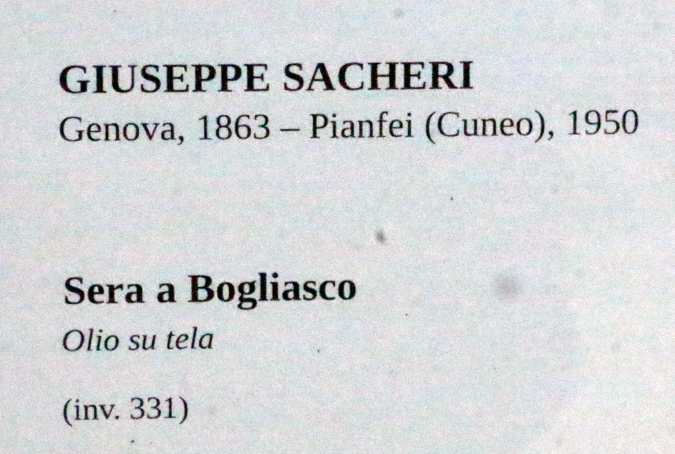 GIUSEPPE SACHERI
Genova, 1863 – Pianfei (Cuneo), 1950
Sera a Bogliasco
Olio su tela
(inv. 331)